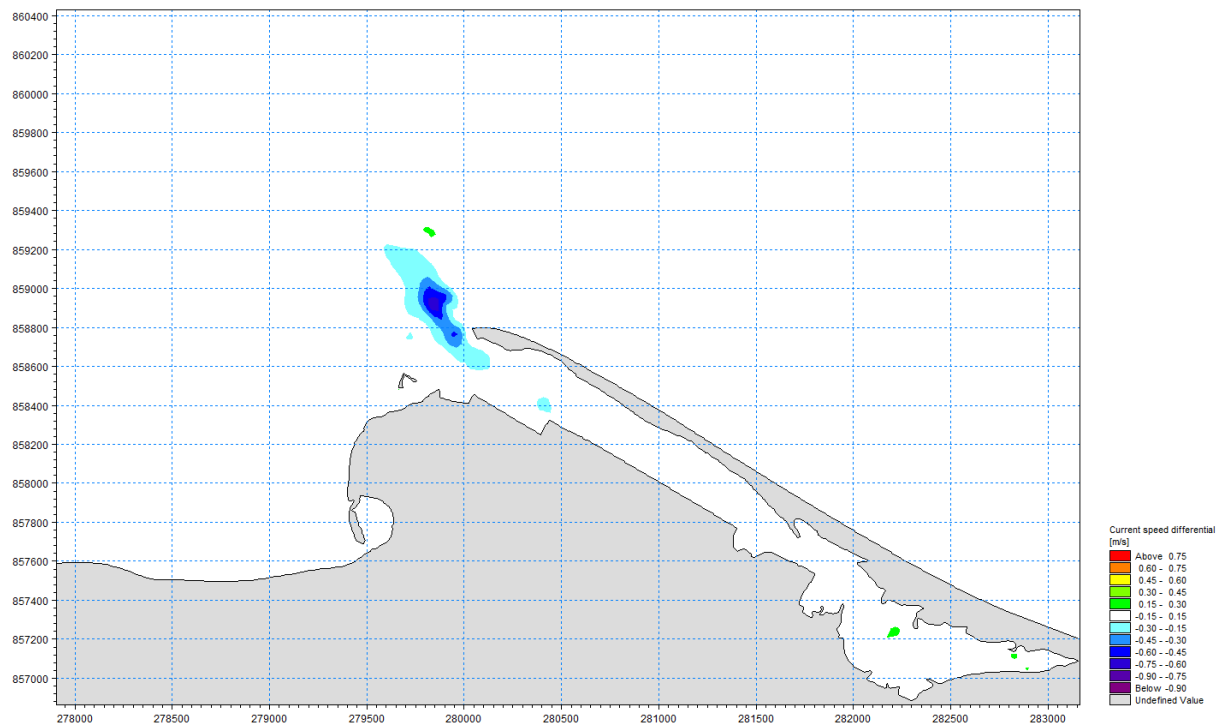 860400
860200
860000
859800
859600
859400
859200
859000
858800
858600
858400
858200
858000
857800
857600
857400
857200
857000
278000 278500 279000 279500 280000 280500 281000 281500 282000 282500 283000
Current speed differential
[m/s]
Above 0.75
0.60 - 0.75
0.45 - 0.60
0.30 - 0.45
0.15 - 0.30
-0.15 - 0.15
-0.30 - -0.15
-0.45 - -0.30
-0.60 - -0.45
-0.75 - -0.60
-0.90 - -0.75
Below -0.90
Undefined Value